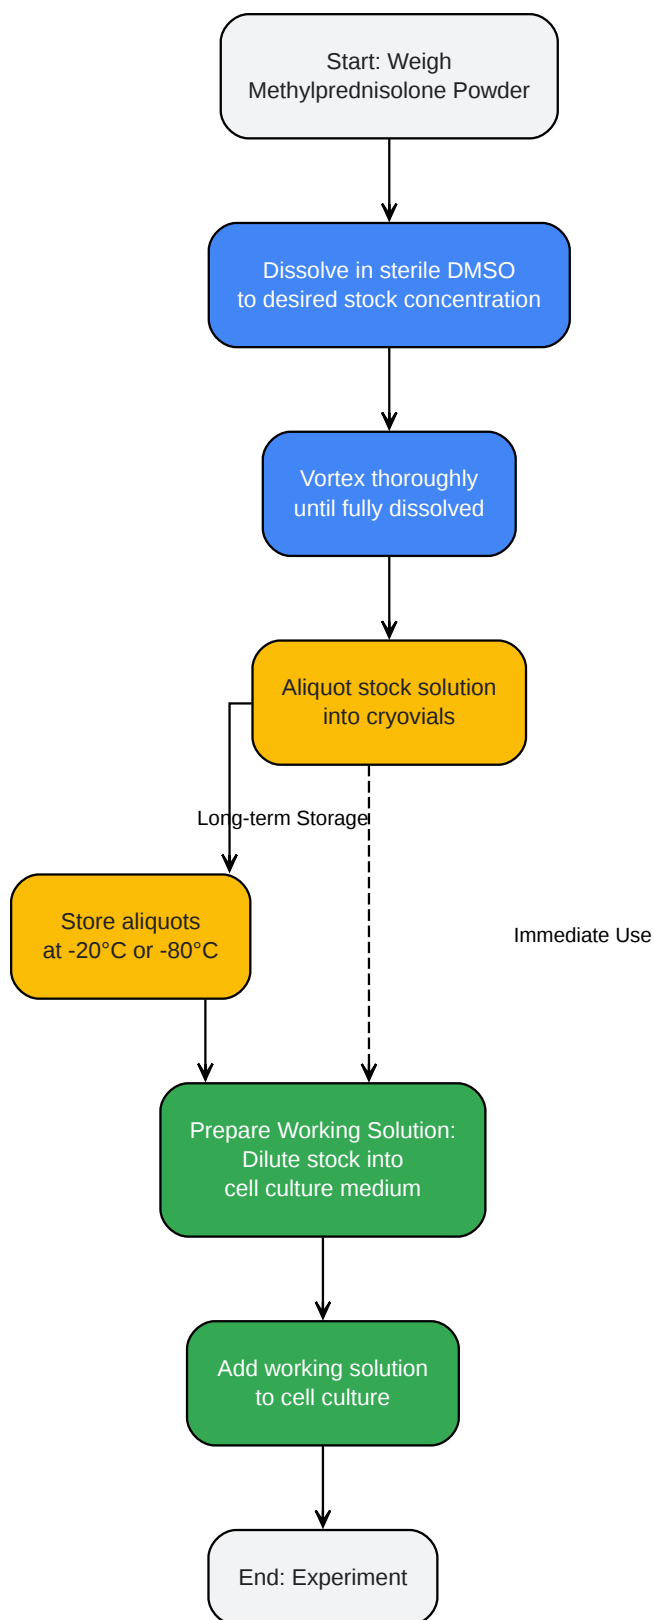 Start: Weigh
Methylprednisolone Powder
Dissolve in sterile DMSO
to desired stock concentration
Vortex thoroughly
until fully dissolved
Aliquot stock solution
into cryovials
Long-term Storage
Store aliquots
at -20°C or -80°C
Immediate Use
Prepare Working Solution:
Dilute stock into
cell culture medium
Add working solution
to cell culture
End: Experiment